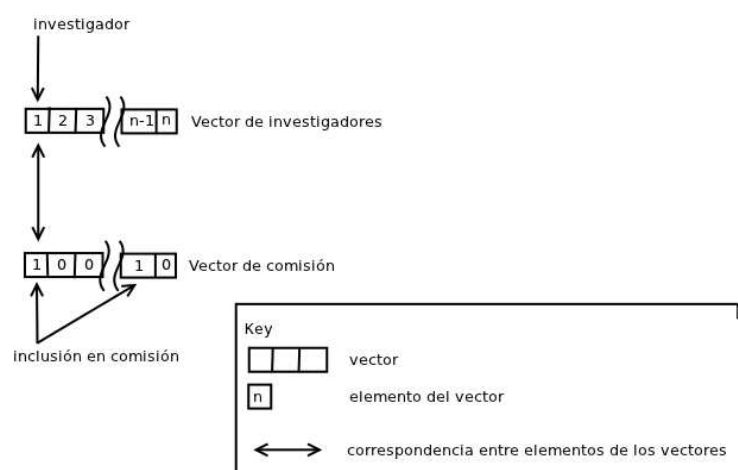 investigador
1 2 3 n-1 n Vector de investigadores
1 0 0 1 0 Vector de comisión
inclusión en comisión
Key
vector
n elemento del vector
correspondencia entre elementos de los vectores